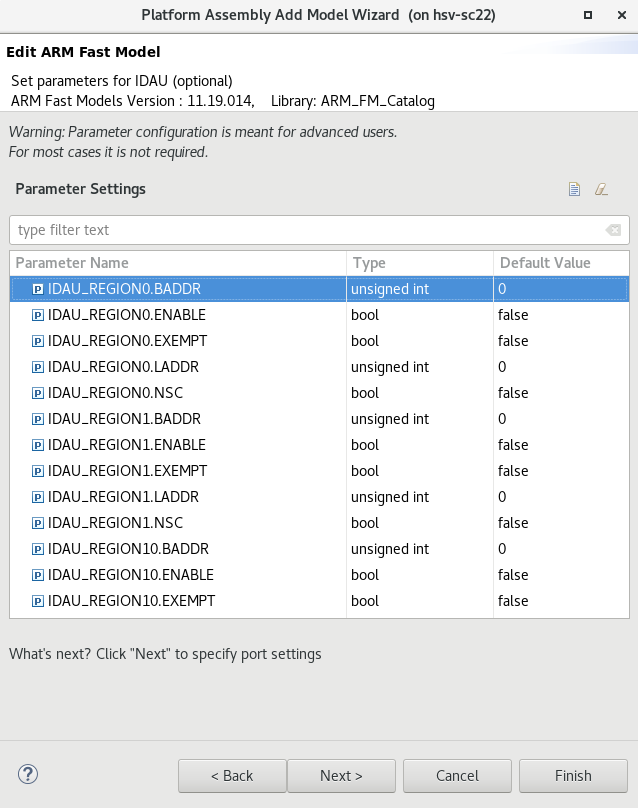 Platform Assembly Add Model Wizard (on hsv-sc22)
Edit ARM Fast Model
Set parameters for IDAU (optional)
ARM Fast Models Version : 11.19.014, Library: ARM_FM_Catalog
Warning: Parameter configuration is meant for advanced users.
For most cases it is not required.
Parameter Settings
type filter text
Parameter Name Type Default Value
P IDAU_REGION0.BADDR unsigned int 0
P IDAU_REGION0.ENABLE bool false
P IDAU_REGION0.EXEMPT bool false
P IDAU_REGION0.LADDR unsigned int 0
P IDAU_REGION0.NSC bool false
P IDAU_REGION1.BADDR unsigned int 0
P IDAU_REGION1.ENABLE bool false
P IDAU_REGION1.EXEMPT bool false
P IDAU_REGION1.LADDR unsigned int 0
P IDAU_REGION1.NSC bool false
P IDAU_REGION10.BADDR unsigned int 0
P IDAU_REGION10.ENABLE bool false
P IDAU_REGION10.EXEMPT bool false
What's next? Click "Next" to specify port settings
? < Back Next > Cancel Finish